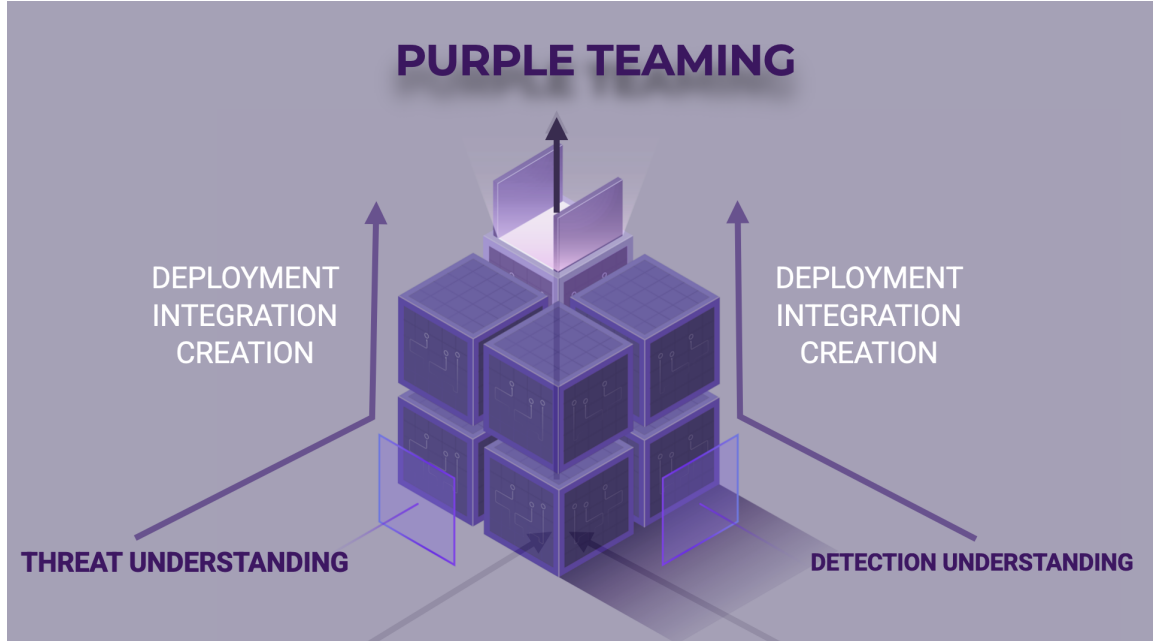 PURPLE TEAMING
DEPLOYMENT
INTEGRATION
CREATION
DEPLOYMENT
INTEGRATION
CREATION
THREAT UNDERSTANDING
DETECTION UNDERSTANDING